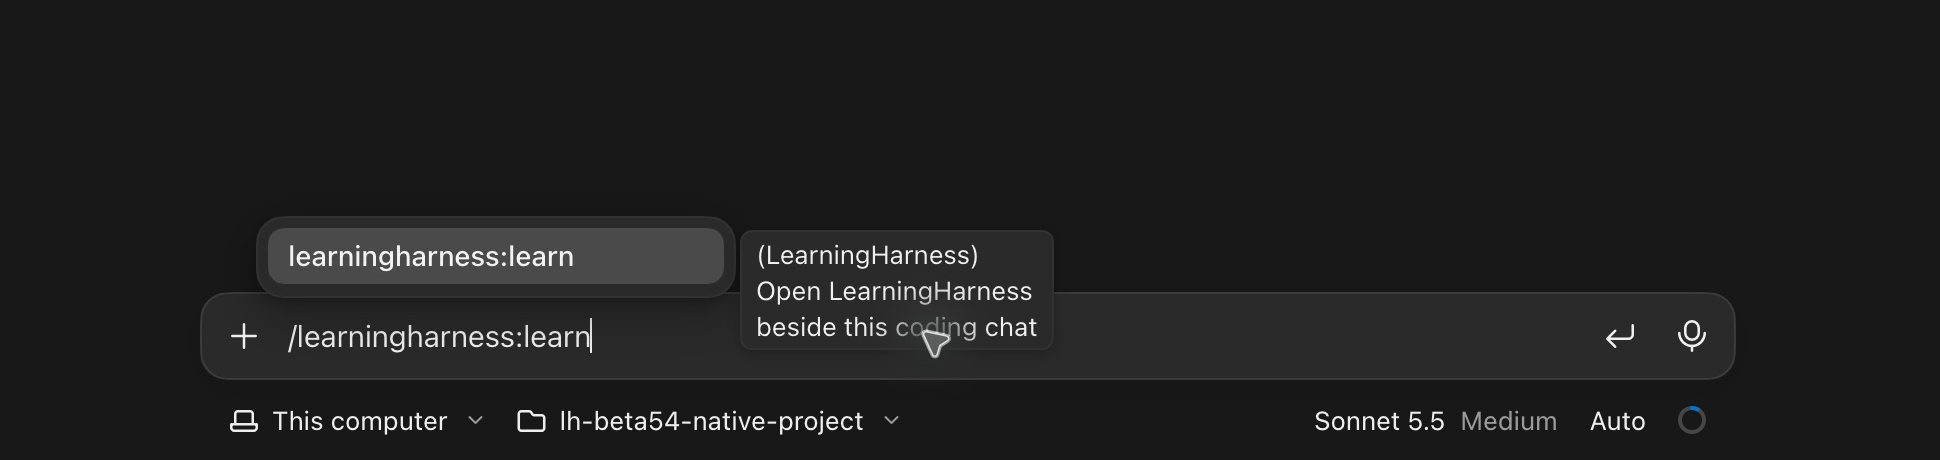 learningharness:learn
(LearningHarness)
Open LearningHarness
beside this coding chat
/learningharness:learn
This computer
lh-beta54-native-project
Sonnet 5.5 Medium
Auto